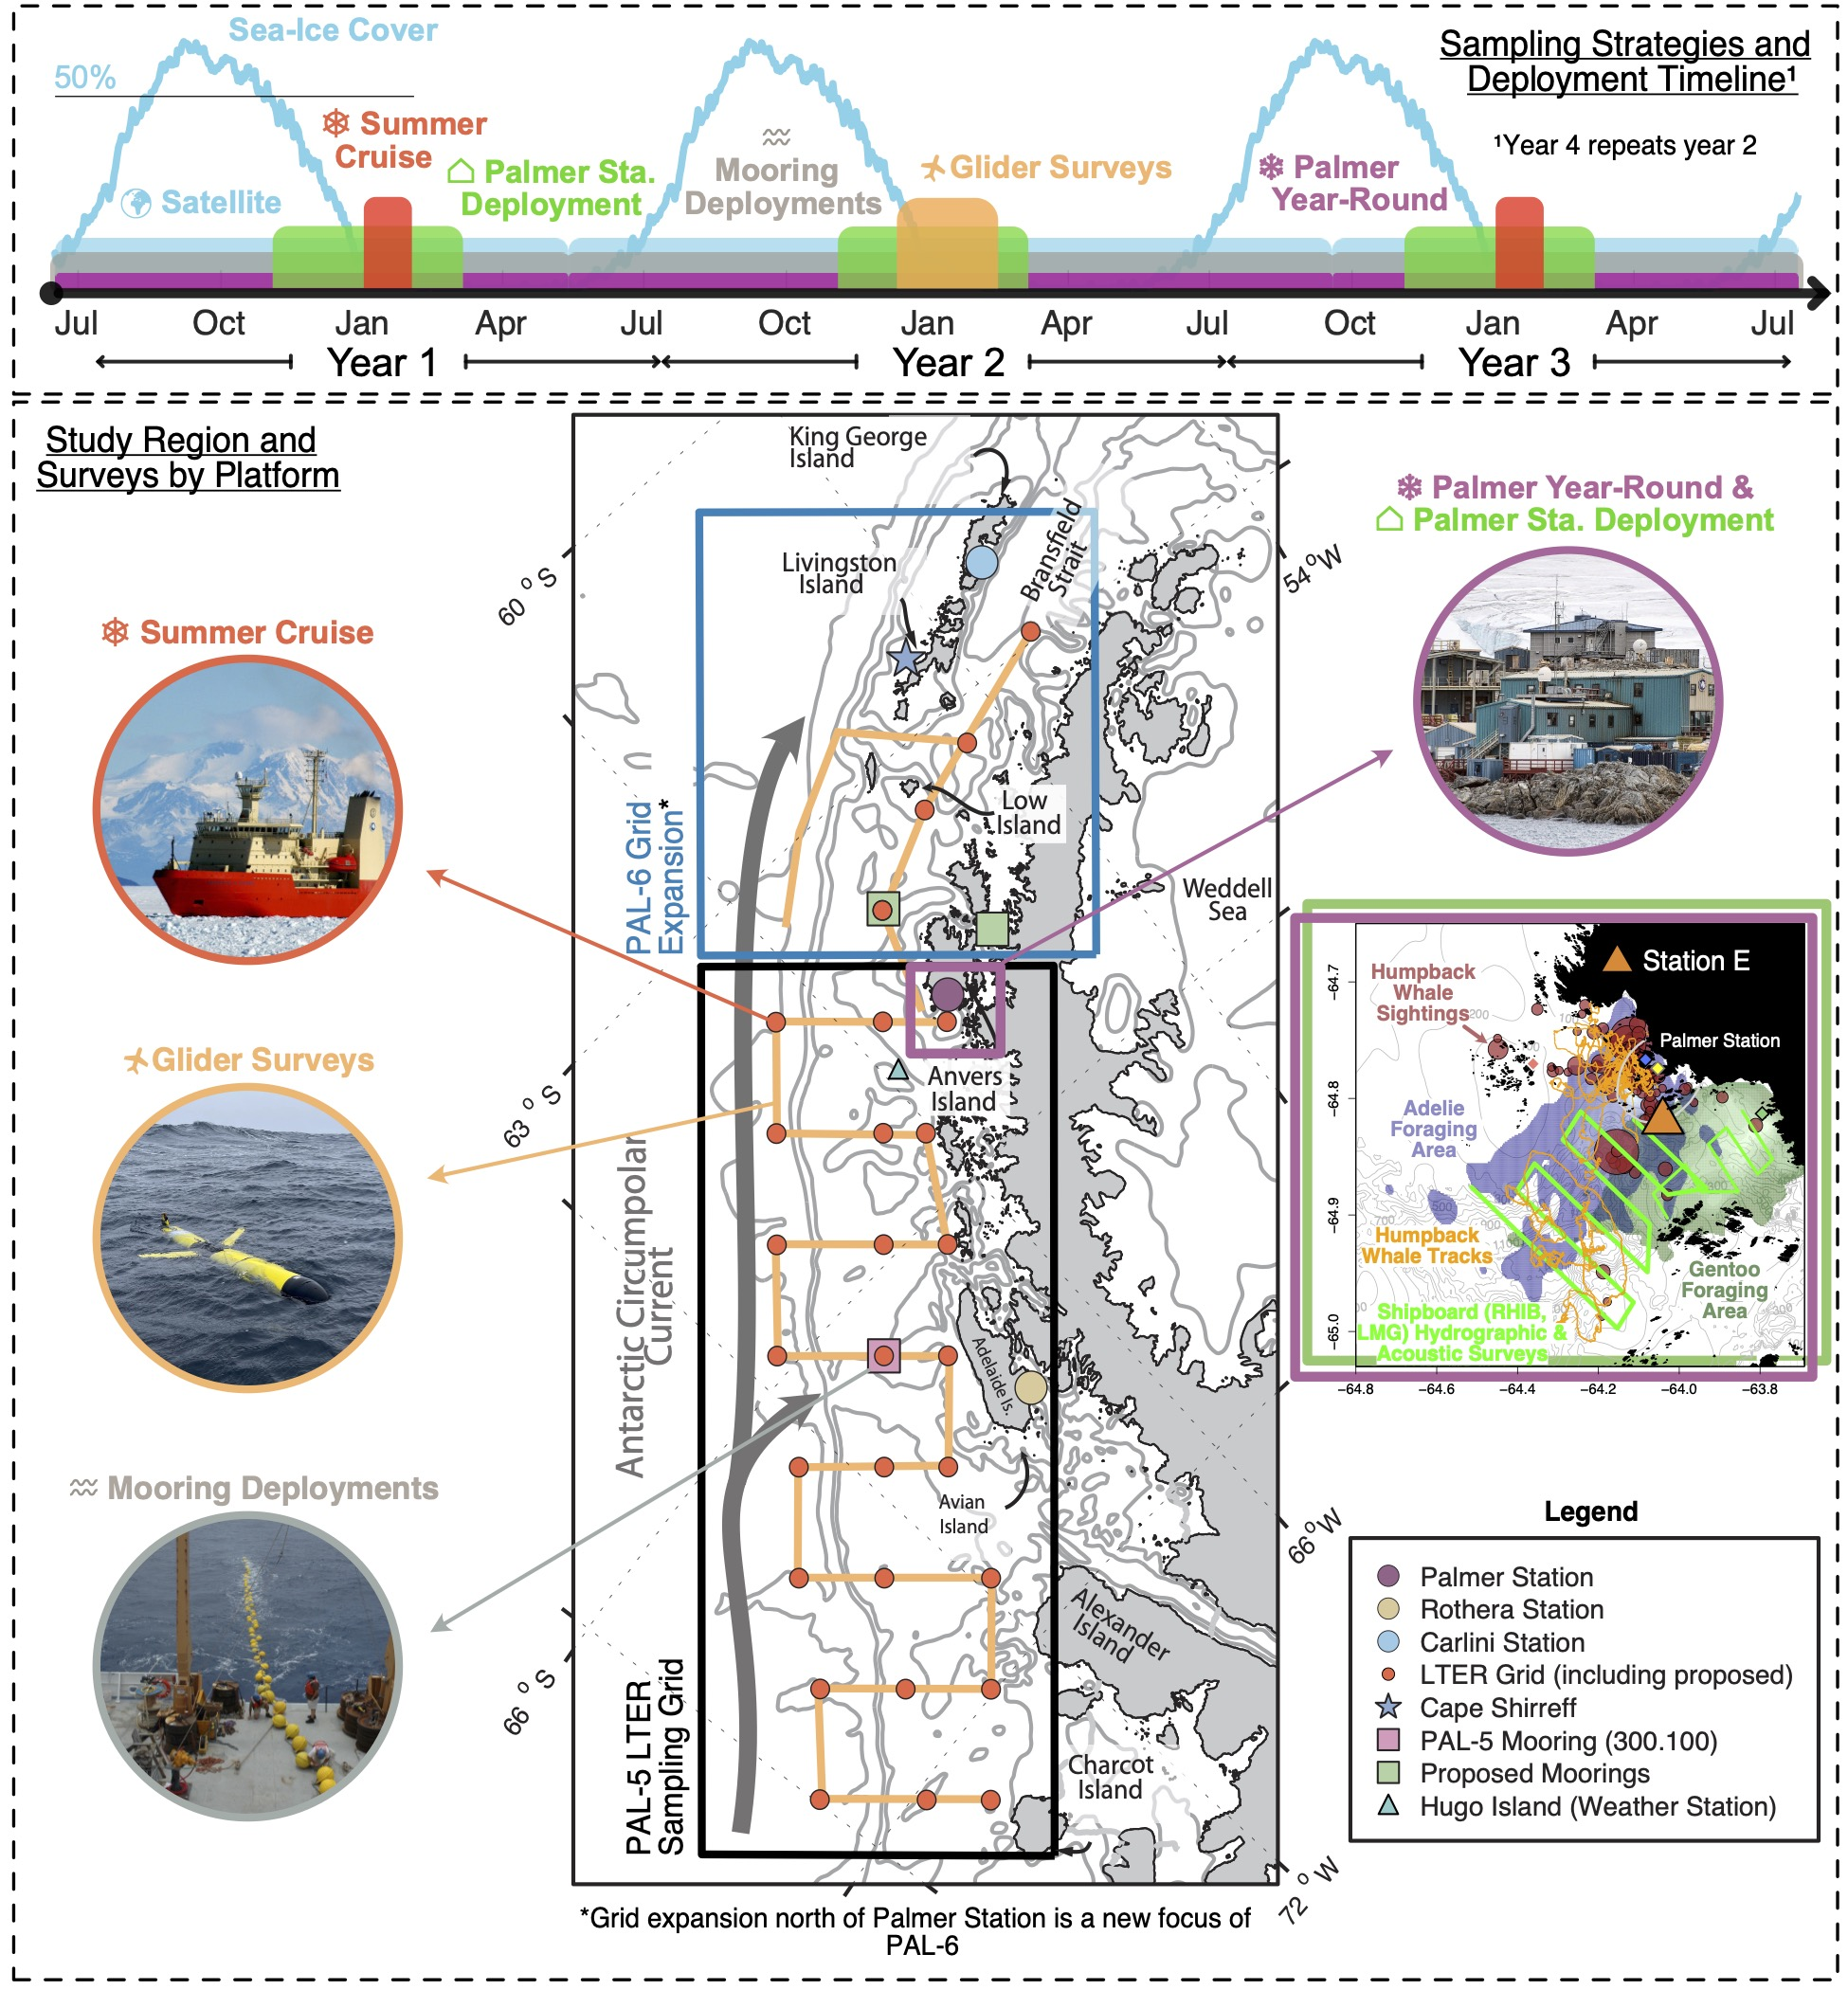 Sea-Ice Cover
50%
Sampling Strategies and
Deployment Timeline¹
¹Year 4 repeats year 2
Summer
Cruise
Satellite
Palmer Sta.
Deployment
Mooring
Deployments
Glider Surveys
Palmer
Year-Round
Jul Oct Jan Apr Jul Oct Jan Apr Jul Oct Jan Apr Jul
Year 1 Year 2 Year 3
Study Region and
Surveys by Platform
King George
Island
Livingston
Island
Bransfield
Strait
60 ° S
54 °W
Summer Cruise
Palmer Year-Round &
Palmer Sta. Deployment
Low
Island
PAL-6 Grid
Expansion*
Weddell
Sea
Glider Surveys
63 ° S
Anvers
Island
Antarctic Circumpolar
Current
Adelaide Is.
Avian
Island
Mooring Deployments
66 ° S
66 °W
Alexander
Island
PAL-5 LTER
Sampling Grid
Charcot
Island
72 ° W
*Grid expansion north of Palmer Station is a new focus of
PAL-6
Station E
Humpback
Whale
Sightings
Palmer Station
Adelie
Foraging
Area
Humpback
Whale Tracks
Gentoo
Foraging
Area
Shipboard (RHIB,
LMG) Hydrographic &
Acoustic Surveys
−64.7
−64.8
−64.9
−65.0
−64.8 −64.6 −64.4 −64.2 −64.0 −63.8
Legend
Palmer Station
Rothera Station
Carlini Station
LTER Grid (including proposed)
Cape Shirreff
PAL-5 Mooring (300.100)
Proposed Moorings
Hugo Island (Weather Station)